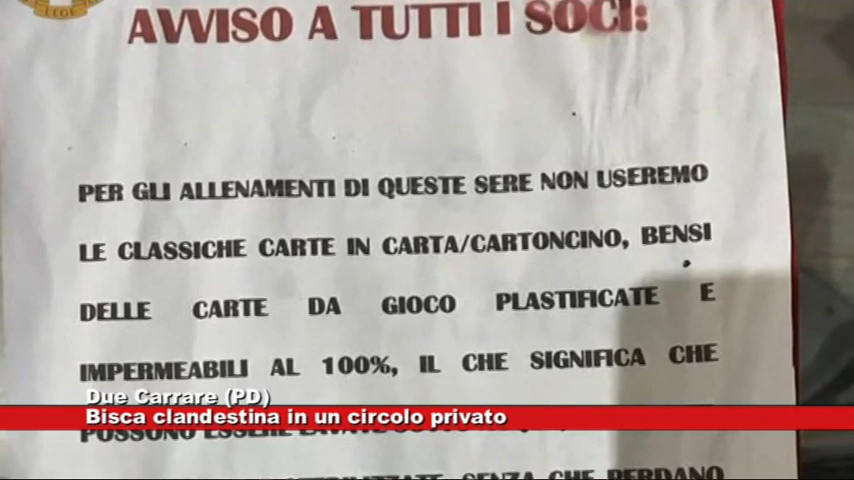 LEGE
AVVISO A TUTTI I SOCI:
PER GLI ALLENAMENTI DI QUESTE SERE NON USEREMO
LE CLASSICHE CARTE IN CARTA/CARTONCINO, BENSI
DELLE CARTE DA GIOCO PLASTIFICATE E
IMPERMEABILI AL 100%, IL CHE SIGNIFICA CHE
Due Carrare (PD)
Bisca clandestina in un circolo privato
POSSONO ESSERE
SENZA CHE PERDANO